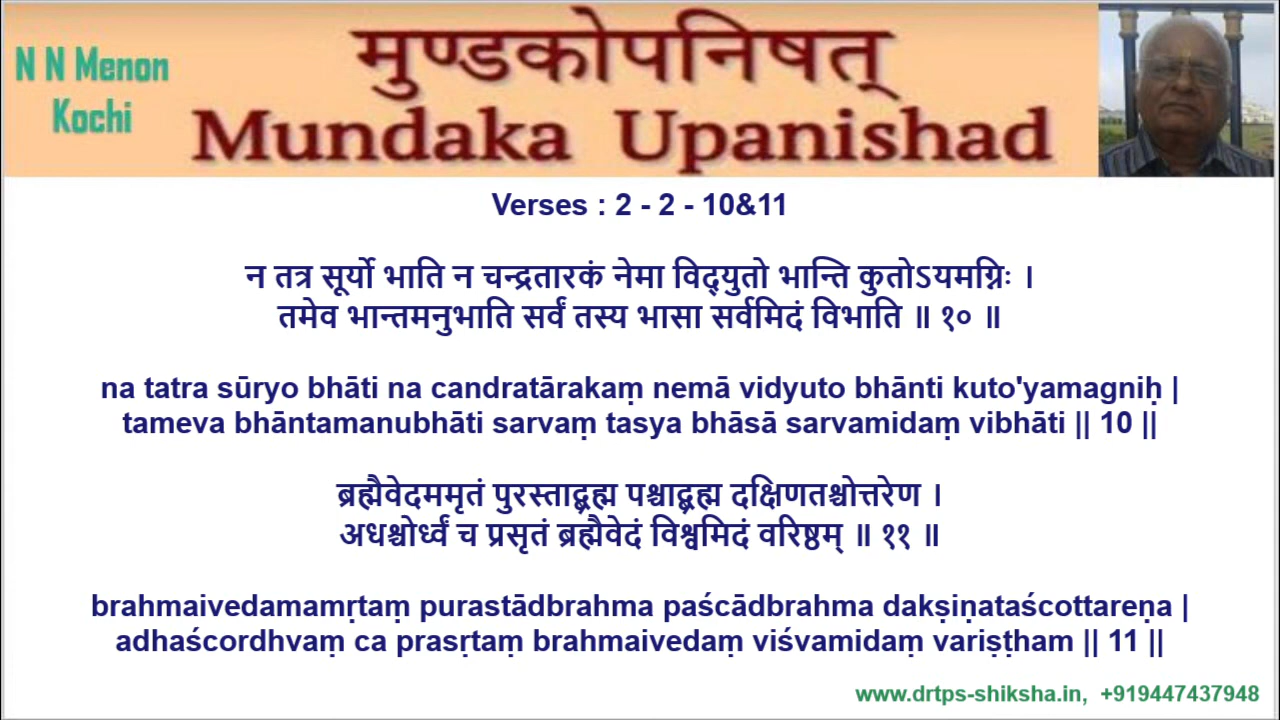 N N Menon
Kochi
मुण्डकोपनिषत्
Mundaka Upanishad
Verses : 2 - 2 - 10&11
न तत्र सूर्यो भाति न चन्द्रतारकं नेमा विद्युतो भान्ति कुतोऽयमग्निः ।
तमेव भान्तमनुभाति सर्वं तस्य भासा सर्वमिदं विभाति ॥ १० ॥
na tatra sūryo bhāti na candratārakaṃ nemā vidyuto bhānti kuto'yamagniḥ |
tameva bhāntamanubhāti sarvaṃ tasya bhāsā sarvamidaṃ vibhāti || 10 ||
ब्रह्मैवेदममृतं पुरस्ताद्ब्रह्म पश्चाद्ब्रह्म दक्षिणतश्चोत्तरेण ।
अधश्चोर्ध्वं च प्रसृतं ब्रह्मैवेदं विश्वमिदं वरिष्ठम् ॥ ११ ॥
brahmaivedamamṛtaṃ purastādbrahma paścādbrahma dakṣiṇataścottareṇa |
adhaścordhvaṃ ca prasṛtaṃ brahmaivedaṃ viśvamidaṃ variṣṭham || 11 ||
www.drtps-shiksha.in, +919447437948